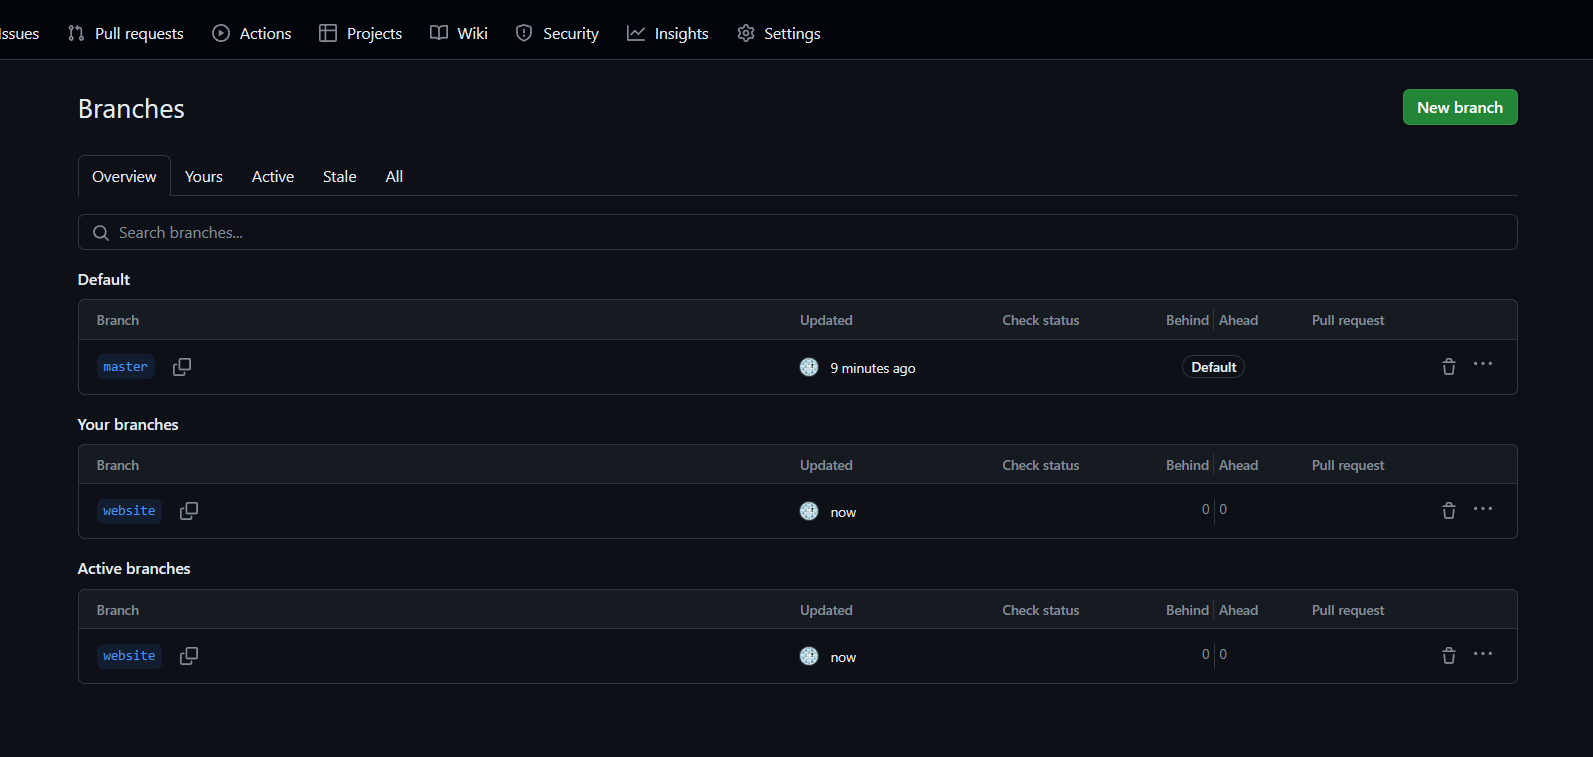 ssues Pull requests Actions Projects Wiki Security Insights Settings
Branches New branch
Overview Yours Active Stale All
Search branches...
Default
Branch Updated Check status Behind Ahead Pull request
master 9 minutes ago Default
Your branches
Branch Updated Check status Behind Ahead Pull request
website now 0 0
Active branches
Branch Updated Check status Behind Ahead Pull request
website now 0 0